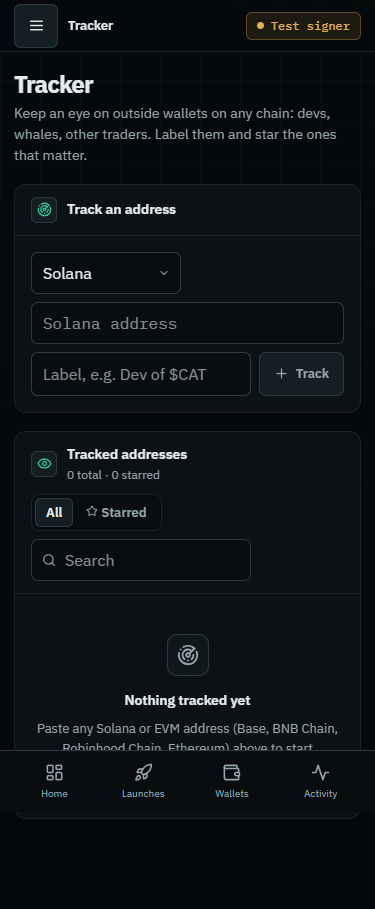 Tracker
Test signer
Tracker
Keep an eye on outside wallets on any chain: devs,
whales, other traders. Label them and star the ones
that matter.
Track an address
Solana
Solana address
Label, e.g. Dev of $CAT
Track
Tracked addresses
0 total · 0 starred
All
Starred
Search
Nothing tracked yet
Paste any Solana or EVM address (Base, BNB Chain,
Robinhood Chain, Ethereum) above to start
Home
Launches
Wallets
Activity